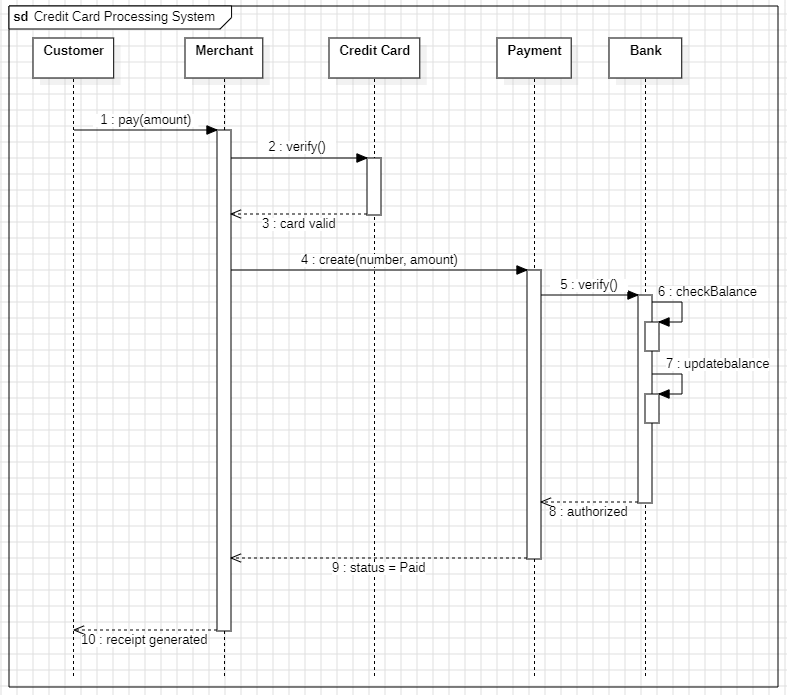 sd Credit Card Processing System
Customer
Merchant
Credit Card
Payment
Bank
1 : pay(amount)
2 : verify()
3 : card valid
4 : create(number, amount)
5 : verify()
6 : checkBalance
7 : updatebalance
8 : authorized
9 : status = Paid
10 : receipt generated